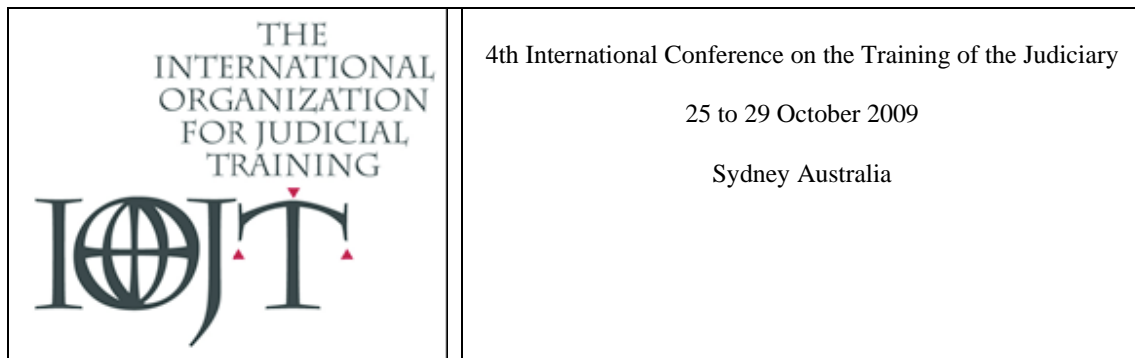 THE
INTERNATIONAL
ORGANIZATION
FOR JUDICIAL
TRAINING
IOJT
4th International Conference on the Training of the Judiciary
25 to 29 October 2009
Sydney Australia